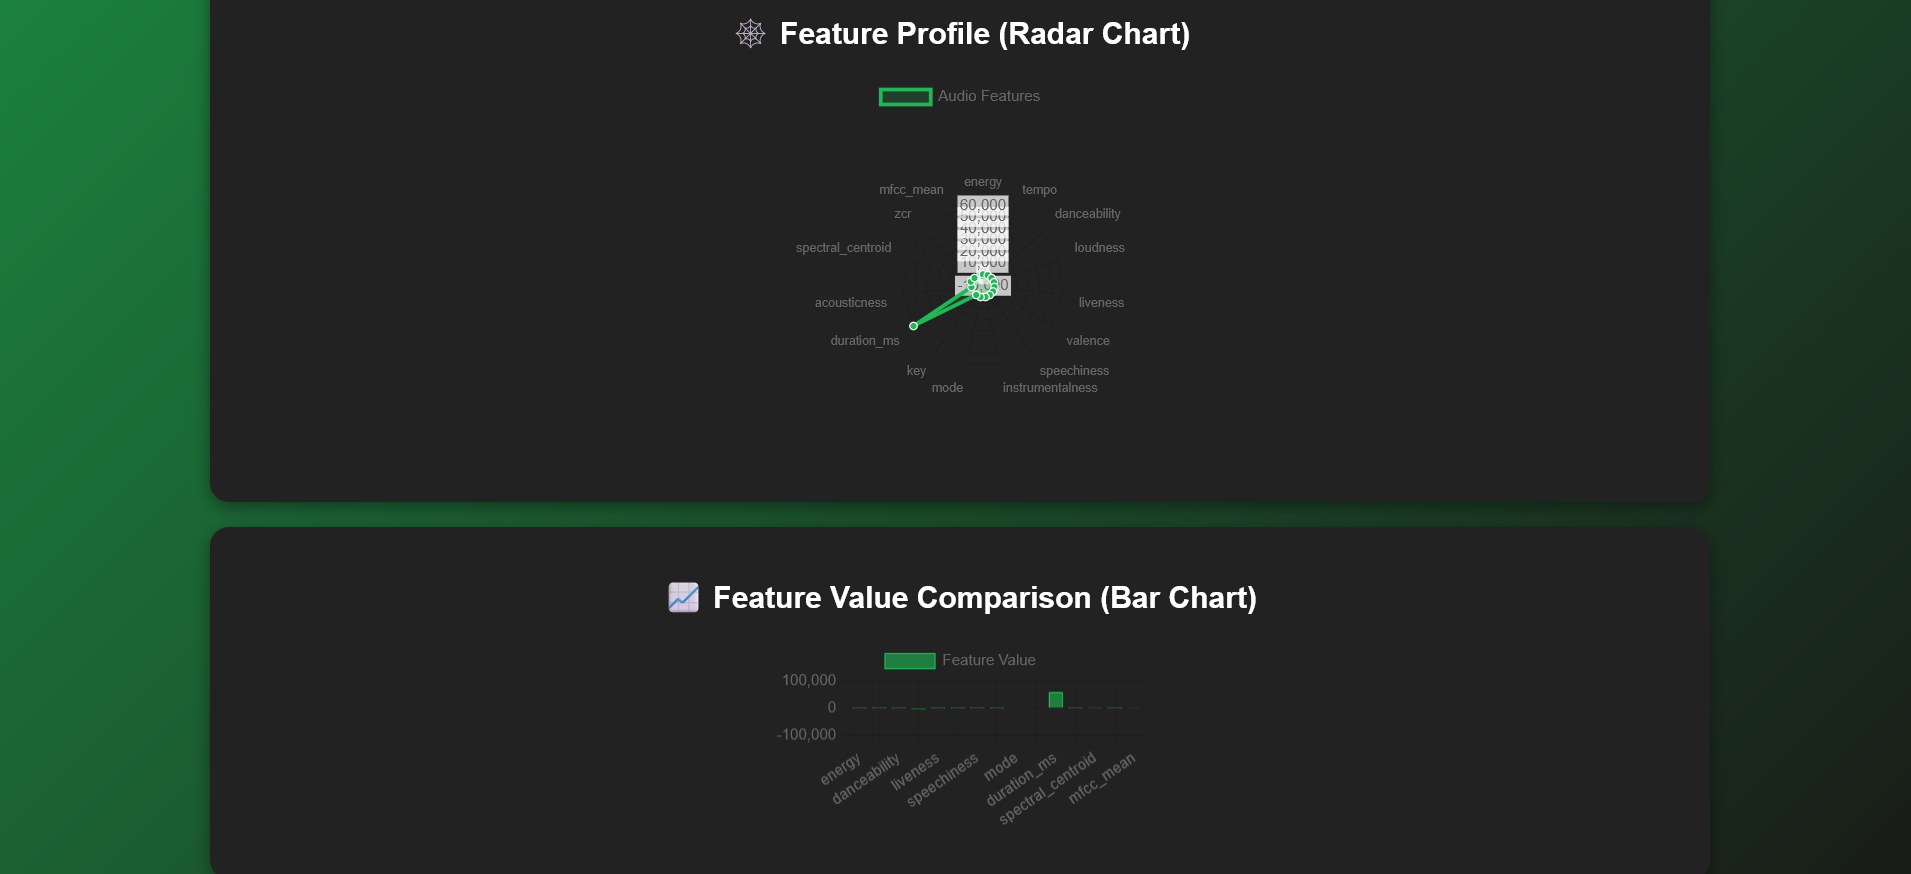 Feature Profile (Radar Chart)
Audio Features
energy
mfcc_mean
tempo
zcr
danceability
60,000
50,000
40,000
30,000
20,000
10,000
spectral_centroid
loudness
acousticness
liveness
duration_ms
valence
key
speechiness
mode
instrumentalness
Feature Value Comparison (Bar Chart)
Feature Value
100,000
0
-100,000
energy
danceability
liveness
speechiness
mode
duration_ms
spectral_centroid
mfcc_mean